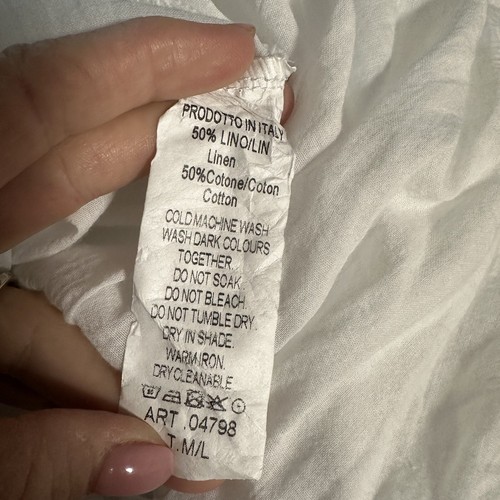 PRODOTTO IN ITALY
50% LINO/LIN
Linen
50%Cotone/Coton
Cotton
COLD MACHINE WASH
WASH DARK COLOURS
TOGETHER.
DO NOT SOAK.
DO NOT BLEACH.
DO NOT TUMBLE DRY.
DRY IN SHADE.
WARM IRON.
DRY CLEANABLE
ART .04798
T.M/L